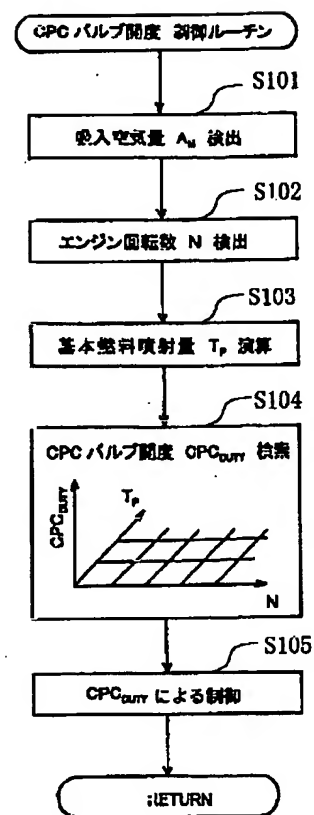 CPC バルブ開度 制御ルーチン
S101
吸入空気量 AM 検出
S102
エンジン回転数 N 検出
S103
基本燃料噴射量 TP 演算
S104
CPC バルブ開度 CPCDUTY 検索
CPCDUTY
TP
N
S105
CPCDUTY による制御
RETURN